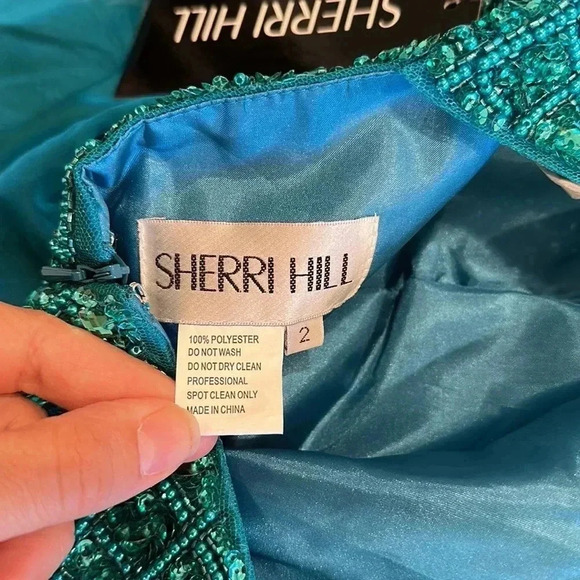 SHERRI HILL
SHERRI HILL
2
100% POLYESTER
DO NOT WASH
DO NOT DRY CLEAN
PROFESSIONAL
SPOT CLEAN ONLY
MADE IN CHINA